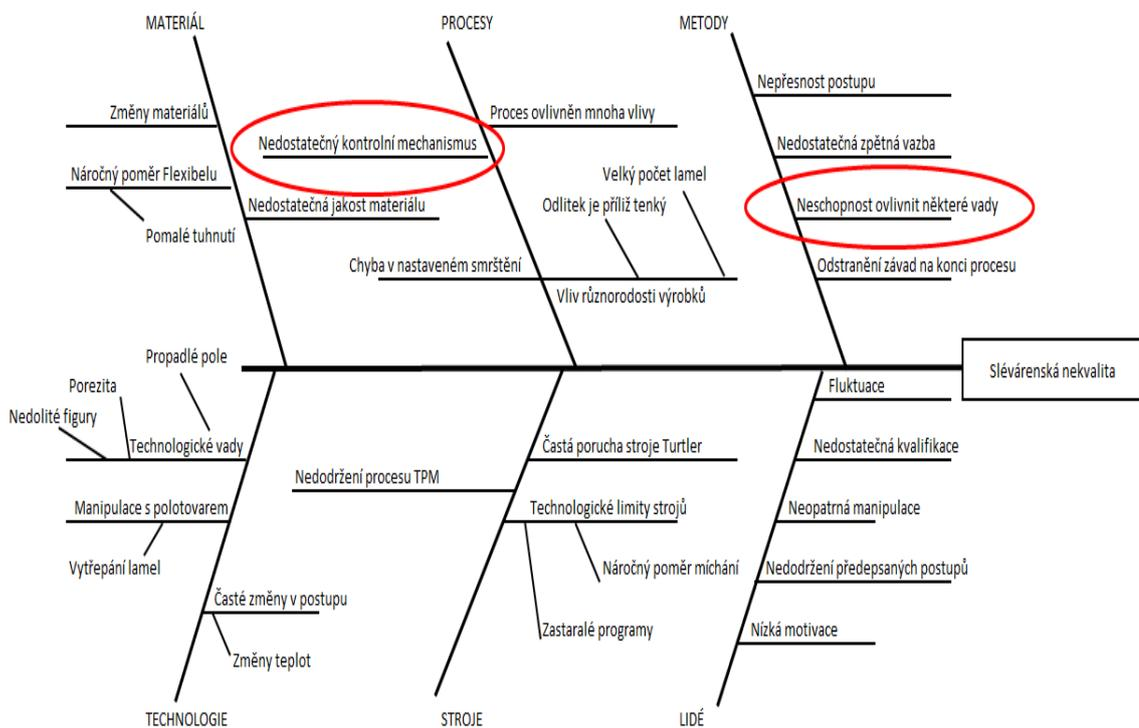 MATERIÁL
PROCESY
METODY
Změny materiálů
Nedostatečný kontrolní mechanismus
Proces ovlivněn mnoha vlivy
Nepřesnost postupu
Nedostatečná zpětná vazba
Náročný poměr Flexibelu
Velký počet lamel
Odlitek je příliž tenký
Neschopnost ovlivnit některé vady
Nedostatečná jakost materiálu
Pomalé tuhnutí
Chyba v nastaveném smrštění
Odstranění závad na konci procesu
Vliv různorodosti výrobků
Slévárenská nekvalita
Propadlé pole
Porezita
Nedolité figury
Technologické vady
Manipulace s polotovarem
Vytřepání lamel
Časté změny v postupu
Změny teplot
Nedodržení procesu TPM
Častá porucha stroje Turtler
Technologické limity strojů
Náročný poměr míchání
Zastaralé programy
Fluktuace
Nedostatečná kvalifikace
Neopatrná manipulace
Nedodržení předepsaných postupů
Nízká motivace
TECHNOLOGIE
STROJE
LIDÉ